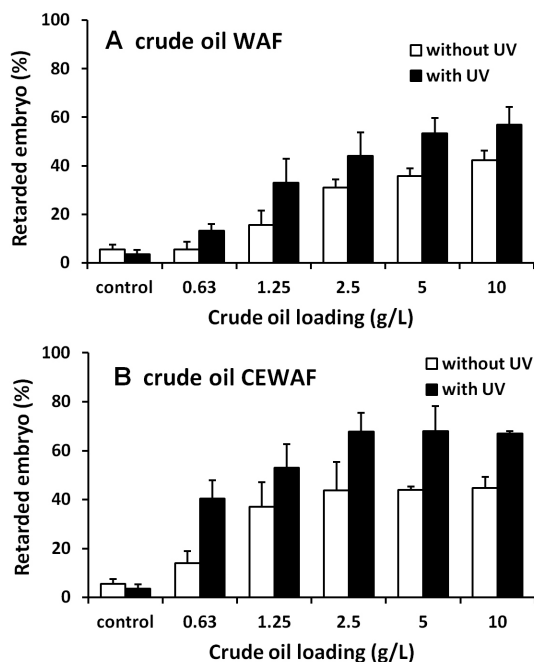 A crude oil WAF
without UV
with UV
Retarded embryo (%)
100
80
60
40
20
0
control 0.63 1.25 2.5 5 10
Crude oil loading (g/L)
B crude oil CEWAF
without UV
with UV
Retarded embryo (%)
100
80
60
40
20
0
control 0.63 1.25 2.5 5 10
Crude oil loading (g/L)